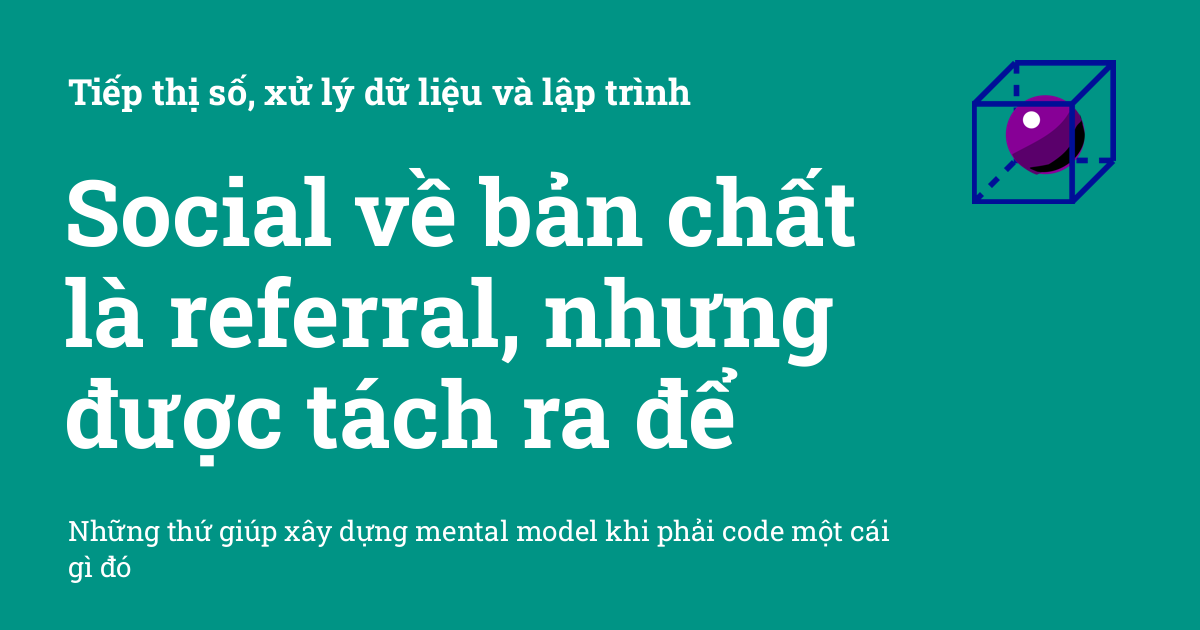 Tiếp thị số, xử lý dữ liệu và lập trình
Social về bản chất
là referral, nhưng
được tách ra để
Những thứ giúp xây dựng mental model khi phải code một cái
gì đó